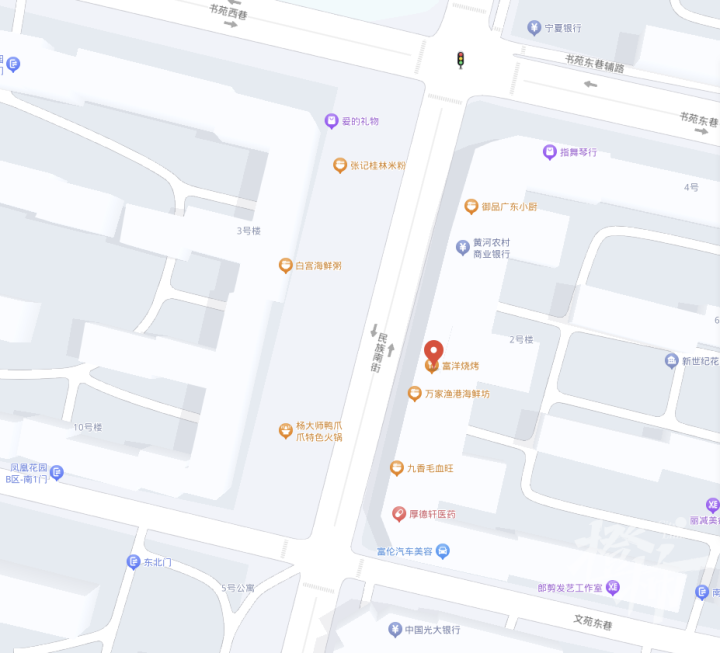 书苑西巷
宁夏银行
书苑东巷辅路
书苑东巷
爱的礼物
指舞琴行
张记桂林米粉
4号
御品广东小厨
3号楼
黄河农村
商业银行
白宫海鲜粥
民族南街
2号楼
6
新世纪花
富洋烧烤
万家渔港海鲜坊
杨大师鸭爪
爪特色火锅
10号楼
凤凰花园
B区-南1门
九香毛血旺
厚德轩医药
丽减美
富伦汽车美容
东北门
5号公寓
郎剪发艺工作室
南
文苑东巷
中国光大银行